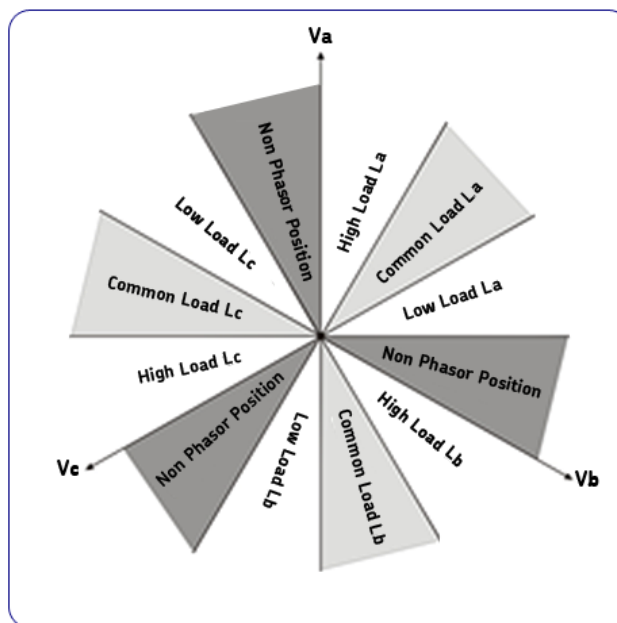 Va
Non Phasor Position
High Load La
Common Load La
Low Load La
Low Load Lc
Common Load Lc
High Load Lc
Non Phasor Position
High Load Lb
Non Phasor Position
Low Load Lb
Common Load Lb
Vc
Vb